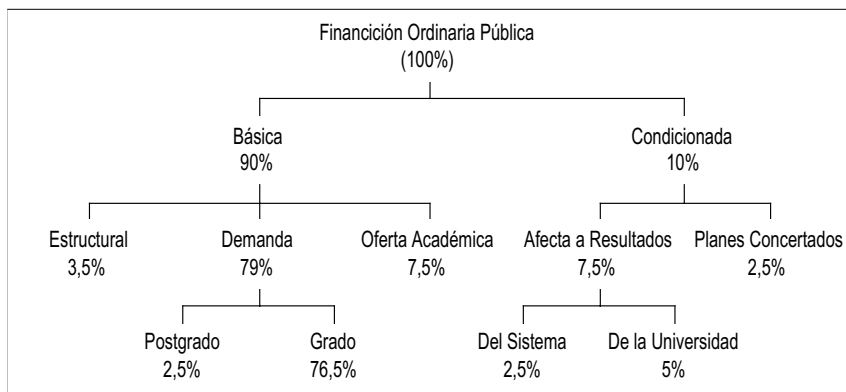 Financición Ordinaria Pública
(100%)
Básica
90%
Condicionada
10%
Estructural
3,5%
Demanda
79%
Oferta Académica
7,5%
Afecta a Resultados
7,5%
Planes Concertados
2,5%
Postgrado
2,5%
Grado
76,5%
Del Sistema
2,5%
De la Universidad
5%